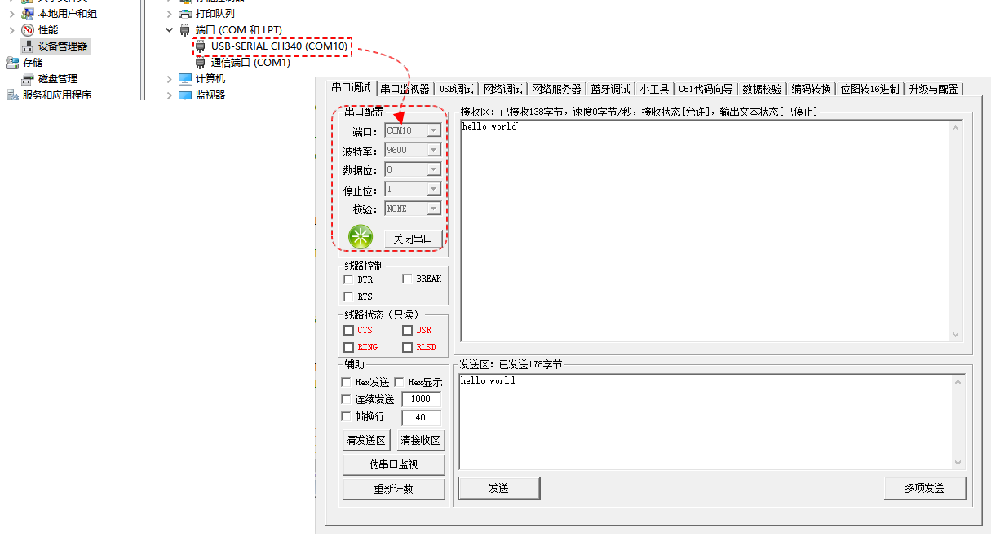 本地用户和组
性能
设备管理器
存储
磁盘管理
服务和应用程序
打印队列
端口 (COM 和 LPT)
USB-SERIAL CH340 (COM10)
通信端口 (COM1)
计算机
监视器
串口调试 串口监视器 USB调试 网络调试 网络服务器 蓝牙调试 小工具 C51代码向导 数据校验 编码转换 位图转16进制 升级与配置
串口配置
端口: COM10
波特率: 9600
数据位: 8
停止位: 1
校验: NONE
关闭串口
线路控制
DTR BREAK
RTS
线路状态（只读）
CTS DSR
RING RLSD
辅助
Hex发送 Hex显示
连续发送 1000
帧换行 40
清发送区 清接收区
伪串口监视
重新计数
接收区: 已接收138字节, 速度0字节/秒, 接收状态[允许], 输出文本状态[已停止]
hello world
发送区: 已发送178字节
hello world
发送 多项发送